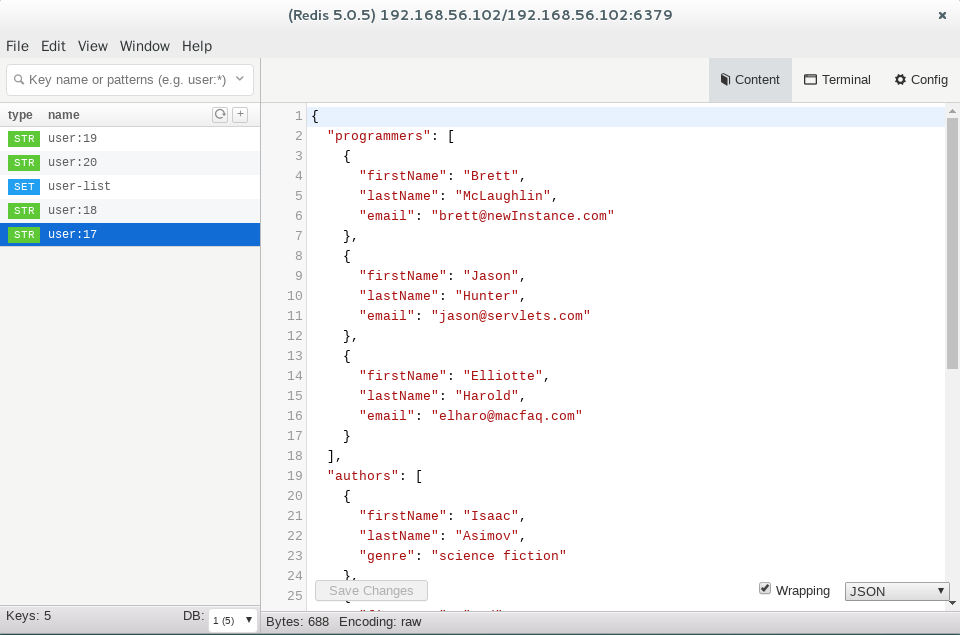 (Redis 5.0.5) 192.168.56.102/192.168.56.102:6379
File Edit View Window Help
Key name or patterns (e.g. user:*)
Content Terminal Config
type name
STR user:19
STR user:20
SET user-list
STR user:18
STR user:17
1 {
2 "programmers": [
3 {
4 "firstName": "Brett",
5 "lastName": "McLaughlin",
6 "email": "brett@newInstance.com"
7 },
8 {
9 "firstName": "Jason",
10 "lastName": "Hunter",
11 "email": "jason@servlets.com"
12 },
13 {
14 "firstName": "Elliotte",
15 "lastName": "Harold",
16 "email": "elharo@macfaq.com"
17 }
18 ],
19 "authors": [
20 {
21 "firstName": "Isaac",
22 "lastName": "Asimov",
23 "genre": "science fiction"
24 },
25 {
Save Changes
Wrapping
JSON
Keys: 5
DB: 1 (5)
Bytes: 688 Encoding: raw